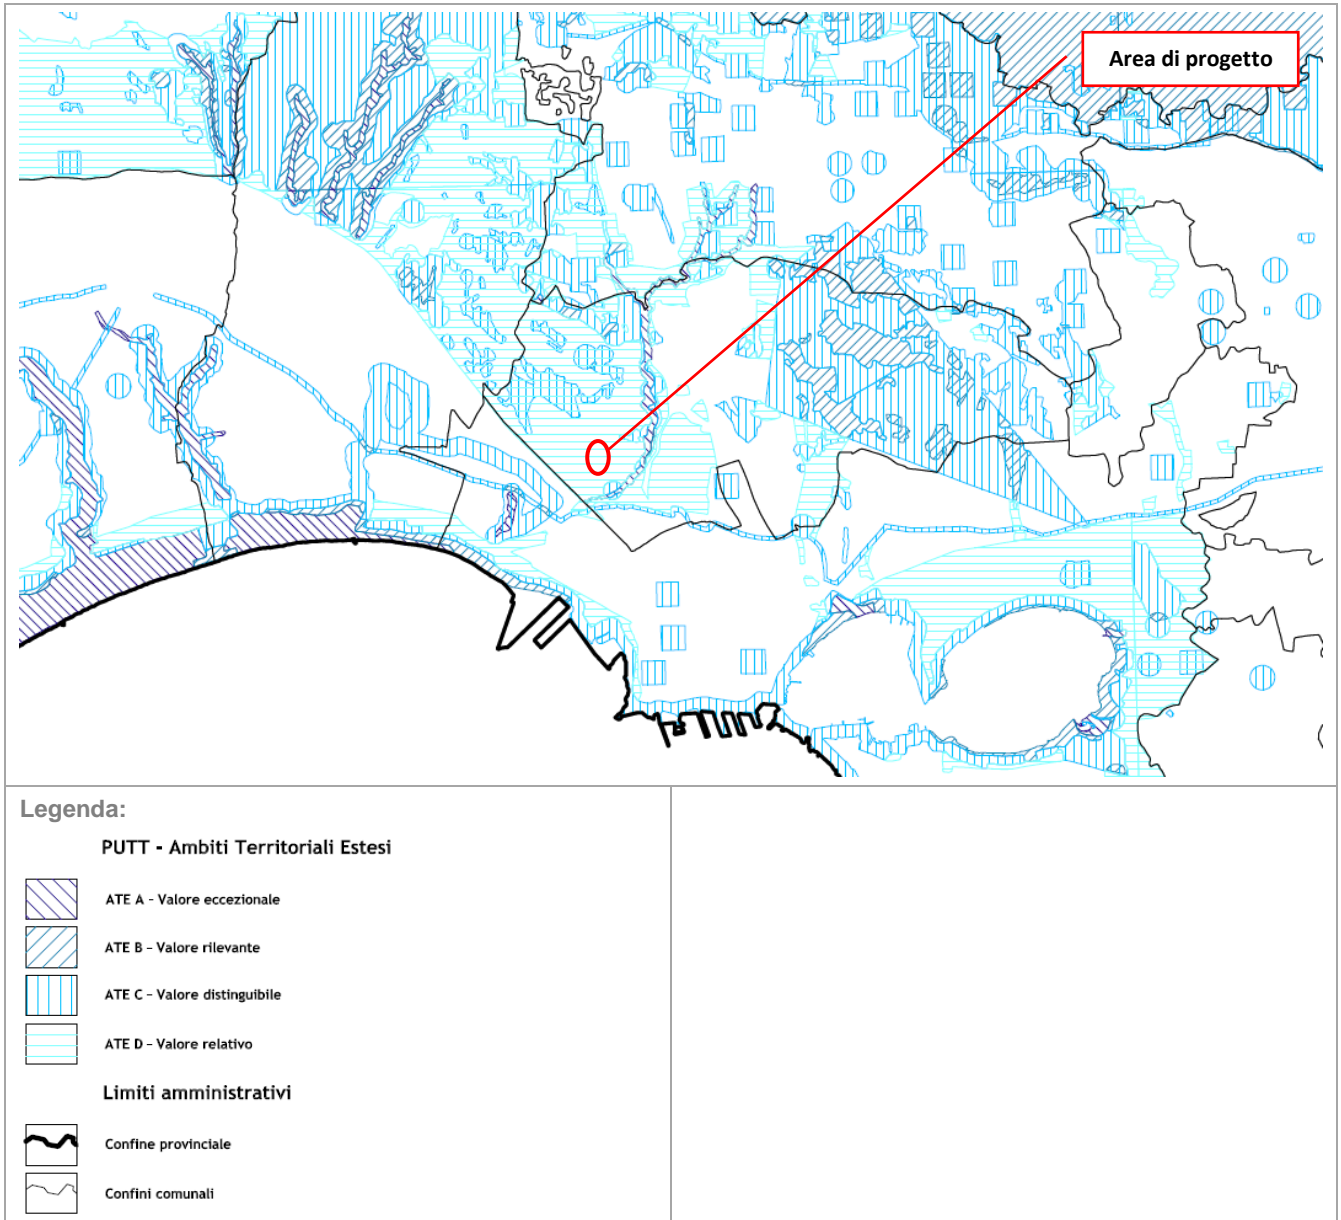 Area di progetto
Legenda:
PUTT - Ambiti Territoriali Estesi
ATE A - Valore eccezionale
ATE B - Valore rilevante
ATE C - Valore distinguibile
ATE D - Valore relativo
Limiti amministrativi
Confine provinciale
Confini comunali